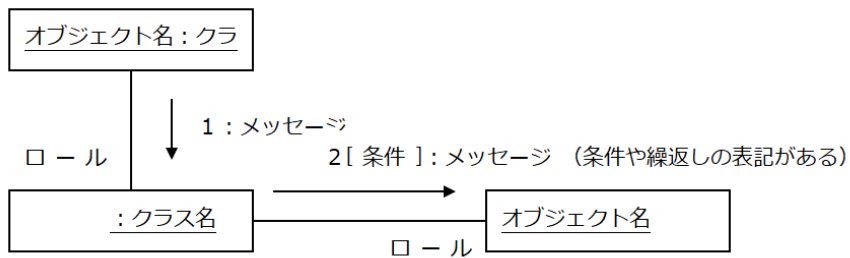 オブジェクト名：クラ
1：メッセージ
ロール
2[ 条件 ]：メッセージ （条件や繰返しの表記がある）
：クラス名
オブジェクト名
ロール